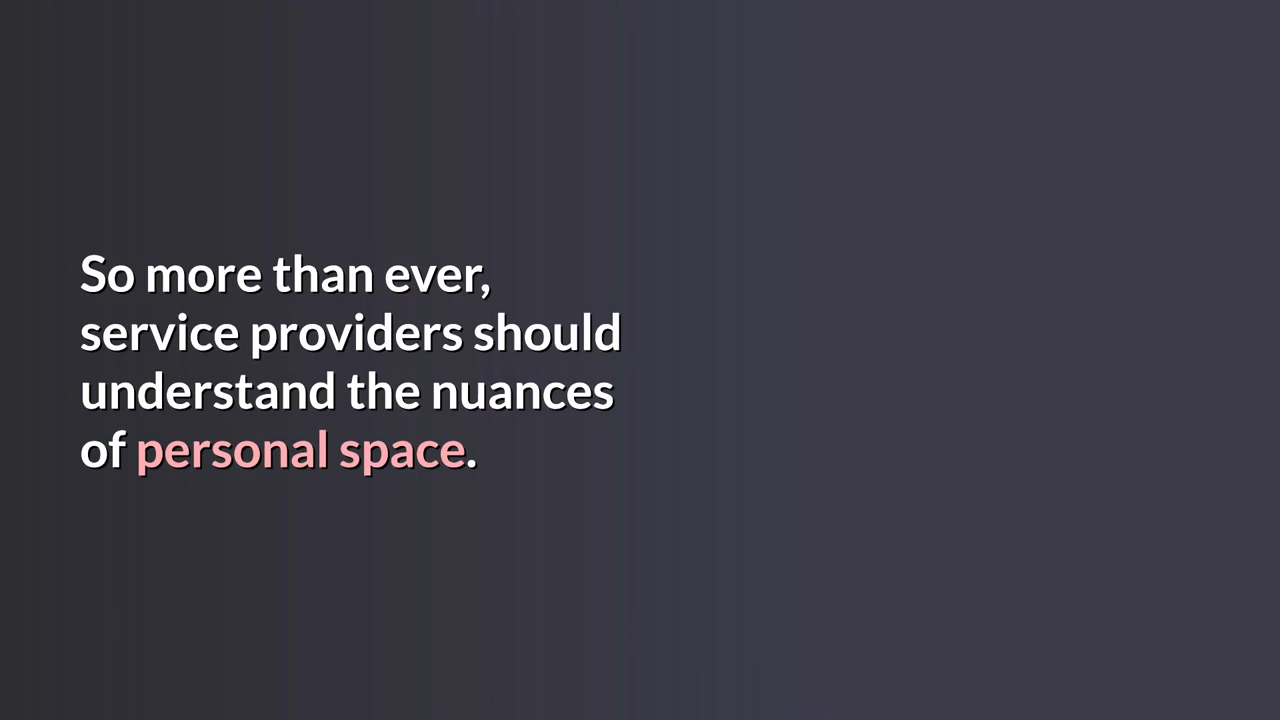 So more than ever,
service providers should
understand the nuances
of personal space.